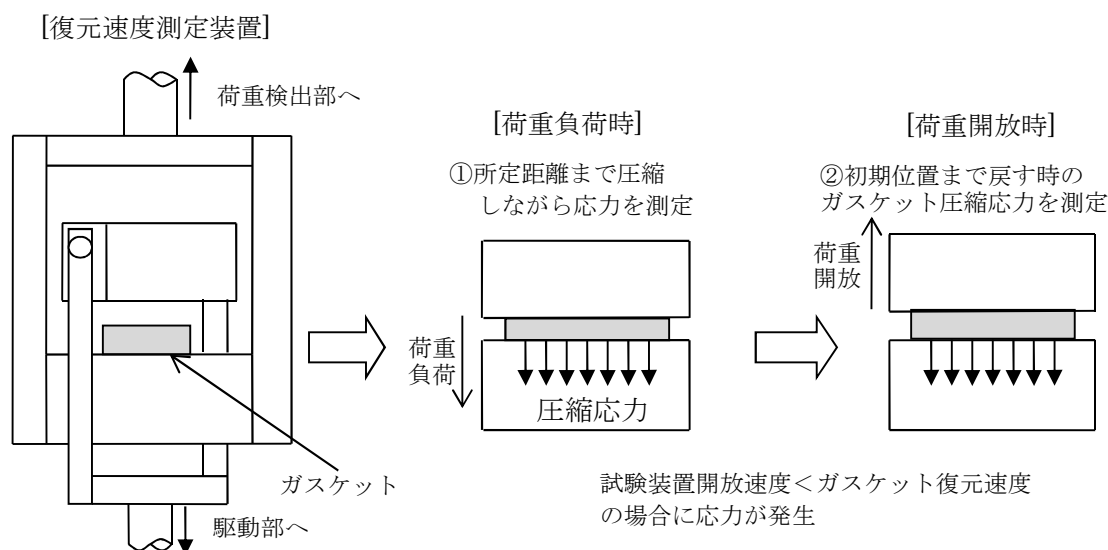 [復元速度測定装置]
荷重検出部へ
ガスケット
駆動部へ
[荷重負荷時]
①所定距離まで圧縮
しながら応力を測定
荷重
負荷
圧縮応力
[荷重開放時]
②初期位置まで戻す時の
ガスケット圧縮応力を測定
荷重
開放
試験装置開放速度＜ガスケット復元速度
の場合に応力が発生